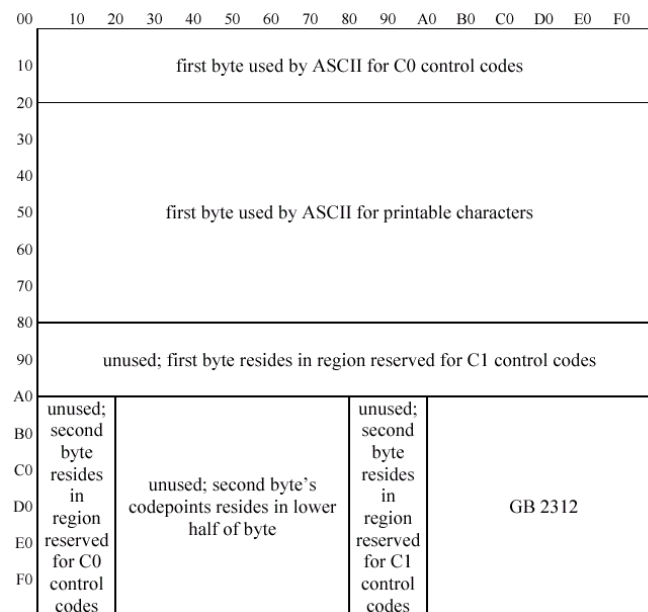 00 10 20 30 40 50 60 70 80 90 A0 B0 C0 D0 E0 F0
10
first byte used by ASCII for C0 control codes
20
30
40
50
first byte used by ASCII for printable characters
60
70
80
90
unused; first byte resides in region reserved for C1 control codes
A0
B0
C0
D0
E0
F0
unused;
second
byte
resides
in
region
reserved
for C0
control
codes
unused; second byte’s
codepoints resides in lower
half of byte
unused;
second
byte
resides
in
region
reserved
for C1
control
codes
GB 2312